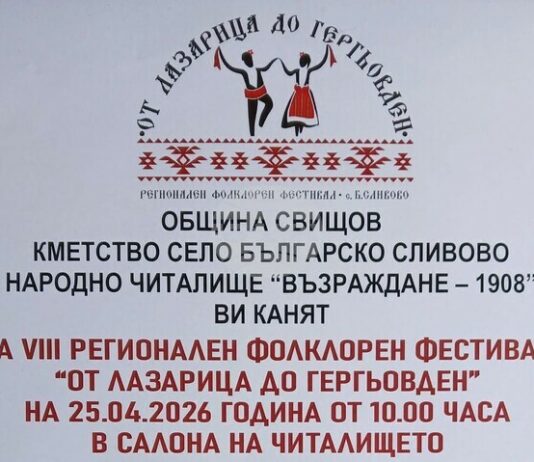 •ОТ ЛАЗАРИЦА ДО ГЕРГЬОВДЕН•
РЕГИОНАЛЕН ФОЛКЛОРЕН ФЕСТИВАЛ • с. Б.СЛИВОВО
ОБЩИНА СВИЩОВ
КМЕТСТВО СЕЛО БЪЛГАРСКО СЛИВОВО
НАРОДНО ЧИТАЛИЩЕ “ВЪЗРАЖДАНЕ – 1908”
ВИ КАНЯТ
А VIII РЕГИОНАЛЕН ФОЛКЛОРЕН ФЕСТИВА
“ОТ ЛАЗАРИЦА ДО ГЕРГЬОВДЕН”
НА 25.04.2026 ГОДИНА ОТ 10.00 ЧАСА
В САЛОНА НА ЧИТАЛИЩЕТО